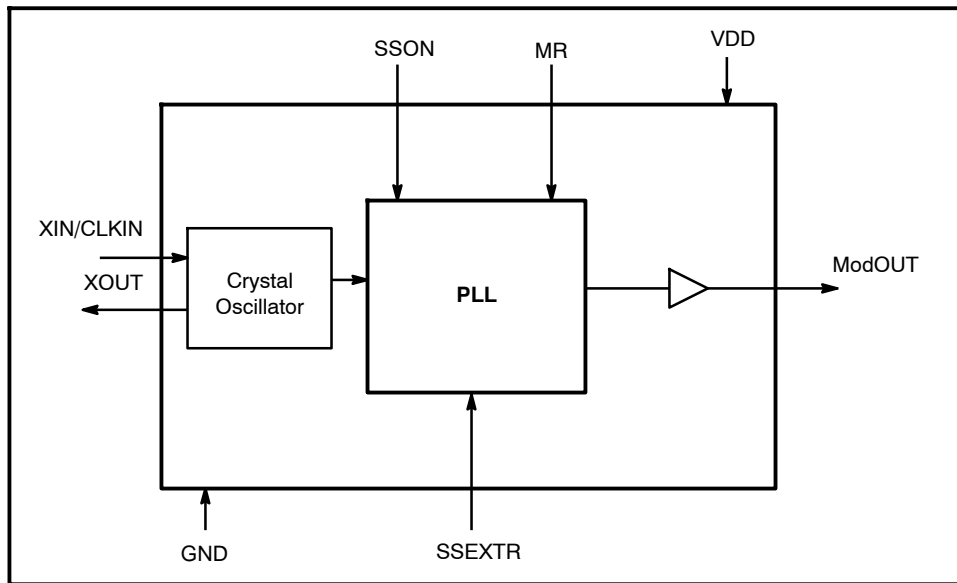 SSON
MR
VDD
XIN/CLKIN
XOUT
Crystal
Oscillator
PLL
ModOUT
GND
SSEXTR